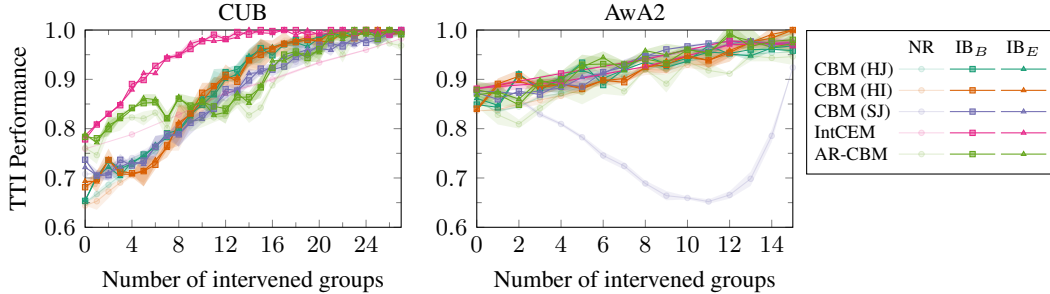 CUB
AwA2
TTI Performance
1.0
0.9
0.8
0.7
0.6
0 4 8 12 16 20 24
Number of intervened groups
1.0
0.9
0.8
0.7
0.6
0 2 4 6 8 10 12 14
Number of intervened groups
NR IB_B IB_E
CBM (HJ)
CBM (HI)
CBM (SJ)
IntCEM
AR-CBM